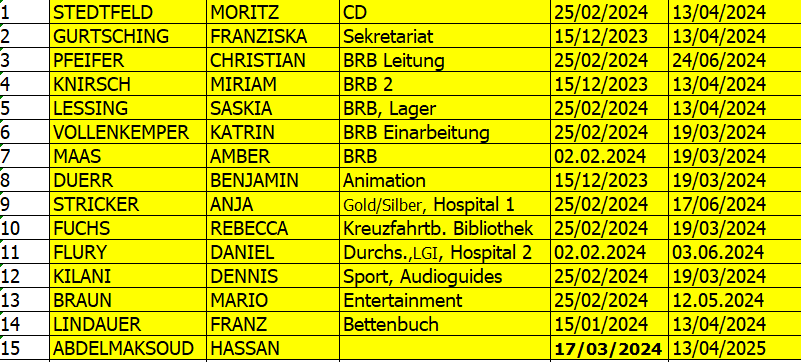 1 STEDTFELD MORITZ CD 25/02/2024 13/04/2024
2 GURTSCHING FRANZISKA Sekretariat 15/12/2023 13/04/2024
3 PFEIFER CHRISTIAN BRB Leitung 25/02/2024 24/06/2024
4 KNIRSCH MIRIAM BRB 2 15/12/2023 13/04/2024
5 LESSING SASKIA BRB, Lager 25/02/2024 13/04/2024
6 VOLLENKEMPER KATRIN BRB Einarbeitung 25/02/2024 19/03/2024
7 MAAS AMBER BRB 02.02.2024 19/03/2024
8 DUERR BENJAMIN Animation 15/12/2023 19/03/2024
9 STRICKER ANJA Gold/Silber, Hospital 1 25/02/2024 17/06/2024
10 FUCHS REBECCA Kreuzfahrtb. Bibliothek 25/02/2024 19/03/2024
11 FLURY DANIEL Durchs.,LGI, Hospital 2 02.02.2024 03.06.2024
12 KILANI DENNIS Sport, Audioguides 25/02/2024 19/03/2024
13 BRAUN MARIO Entertainment 25/02/2024 12.05.2024
14 LINDAUER FRANZ Bettenbuch 15/01/2024 13/04/2024
15 ABDELMAKSOUD HASSAN 17/03/2024 13/04/2025